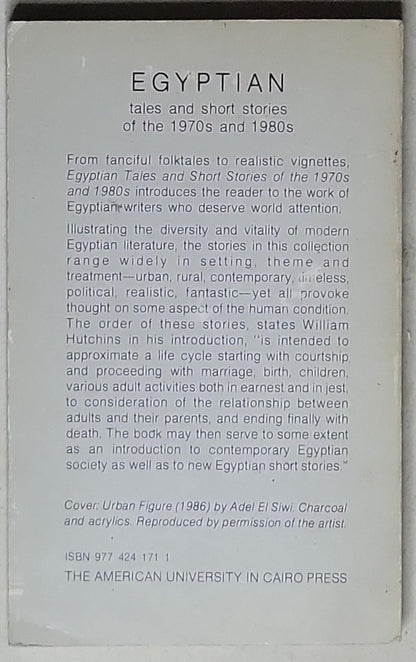 EGYPTIAN
tales and short stories
of the 1970s and 1980s
From fanciful folktales to realistic vignettes,
Egyptian Tales and Short Stories of the 1970s
and 1980s introduces the reader to the work of
Egyptian writers who deserve world attention.
Illustrating the diversity and vitality of modern
Egyptian literature, the stories in this collection
range widely in setting, theme and
treatment—urban, rural, contemporary, timeless,
political, realistic, fantastic—yet all provoke
thought on some aspect of the human condition.
The order of these stories, states William
Hutchins in his introduction, "is intended to
approximate a life cycle starting with courtship
and proceeding with marriage, birth, children,
various adult activities both in earnest and in jest,
to consideration of the relationship between
adults and their parents, and ending finally with
death. The book may then serve to some extent
as an introduction to contemporary Egyptian
society as well as to new Egyptian short stories."
Cover: Urban Figure (1986) by Adel El Siwi. Charcoal
and acrylics. Reproduced by permission of the artist.
ISBN 977 424 171 1
THE AMERICAN UNIVERSITY IN CAIRO PRESS